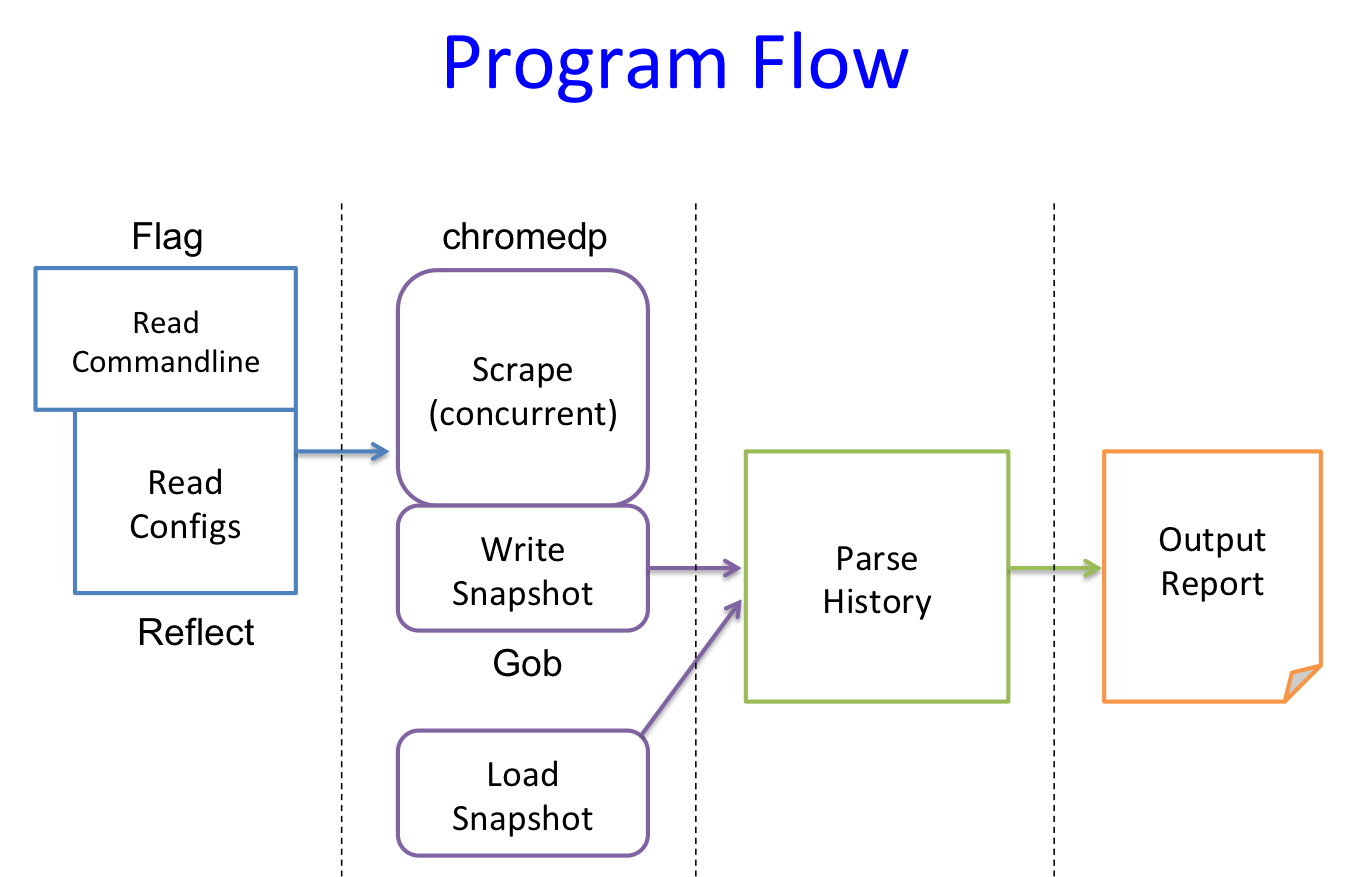 Program Flow
Flag
Read
Commandline
Read
Configs
Reflect
chromedp
Scrape
(concurrent)
Write
Snapshot
Gob
Load
Snapshot
Parse
History
Output
Report